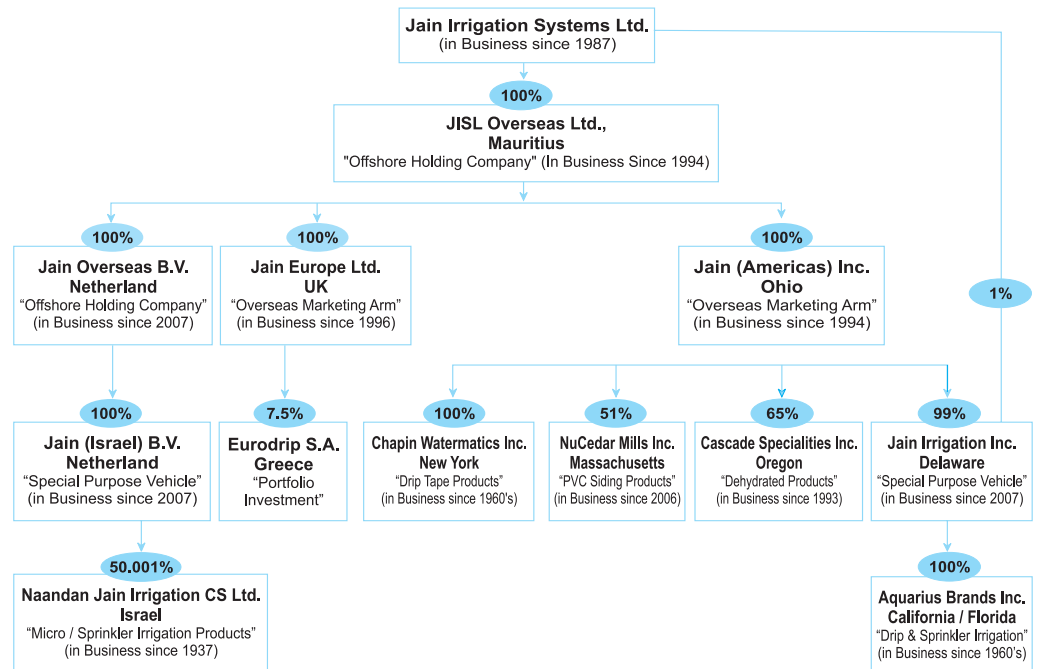 Jain Irrigation Systems Ltd.
(in Business since 1987)
100%
JISL Overseas Ltd.,
Mauritius
"Offshore Holding Company" (In Business Since 1994)
100%
Jain Overseas B.V.
Netherland
“Offshore Holding Company”
(in Business since 2007)
100%
Jain Europe Ltd.
UK
“Overseas Marketing Arm”
(in Business since 1996)
100%
Jain (Americas) Inc.
Ohio
“Overseas Marketing Arm”
(in Business since 1994)
1%
100%
Jain (Israel) B.V.
Netherland
“Special Purpose Vehicle”
(in Business since 2007)
7.5%
Eurodrip S.A.
Greece
“Portfolio
Investment”
100%
Chapin Watermatics Inc.
New York
“Drip Tape Products”
(in Business since 1960's)
51%
NuCedar Mills Inc.
Massachusetts
“PVC Siding Products”
(in Business since 2006)
65%
Cascade Specialities Inc.
Oregon
“Dehydrated Products”
(in Business since 1993)
99%
Jain Irrigation Inc.
Delaware
“Special Purpose Vehicle”
(in Business since 2007)
50.001%
Naandan Jain Irrigation CS Ltd.
Israel
“Micro / Sprinkler Irrigation Products”
(in Business since 1937)
100%
Aquarius Brands Inc.
California / Florida
“Drip & Sprinkler Irrigation”
(in Business since 1960's)